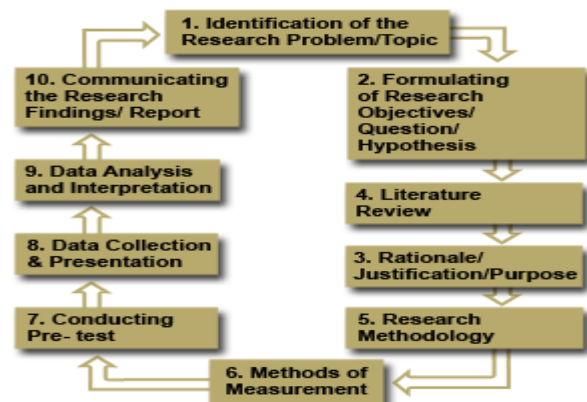 1. Identification of the
Research Problem/Topic
2. Formulating
of Research
Objectives/
Question/
Hypothesis
4. Literature
Review
3. Rationale/
Justification/Purpose
5. Research
Methodology
6. Methods of
Measurement
7. Conducting
Pre- test
8. Data Collection
& Presentation
9. Data Analysis
and Interpretation
10. Communicating
the Research
Findings/ Report